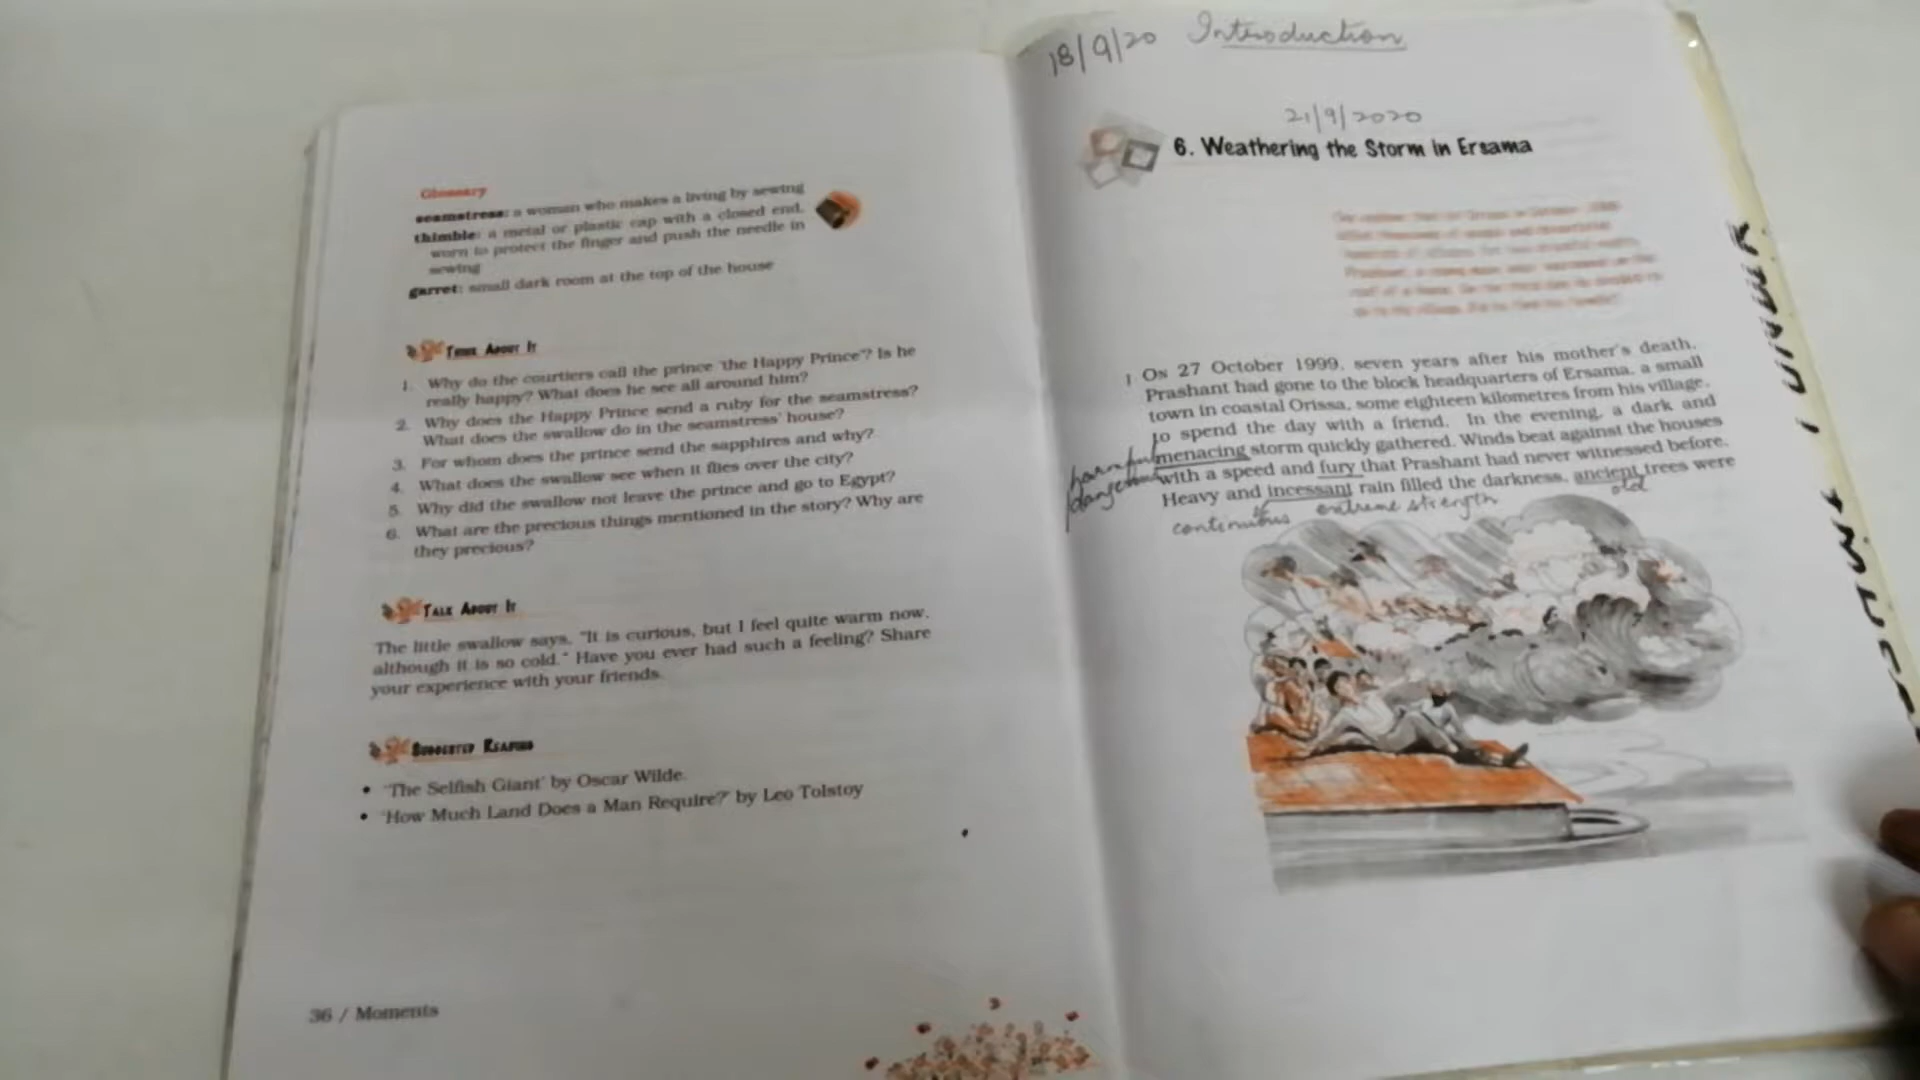 Glossary
seamstress: a woman who makes a living by sewing
thimble: a metal or plastic cap with a closed end,
worn to protect the finger and push the needle in
sewing
garret: small dark room at the top of the house
Think About It
1. Why do the courtiers call the prince 'the Happy Prince'? Is he
really happy? What does he see all around him?
2. Why does the Happy Prince send a ruby for the seamstress?
What does the swallow do in the seamstress' house?
3. For whom does the prince send the sapphires and why?
4. What does the swallow see when it flies over the city?
5. Why did the swallow not leave the prince and go to Egypt?
6. What are the precious things mentioned in the story? Why are
they precious?
Talk About It
The little swallow says, "It is curious, but I feel quite warm now,
although it is so cold." Have you ever had such a feeling? Share
your experience with your friends.
Suggested Reading
• 'The Selfish Giant' by Oscar Wilde.
• 'How Much Land Does a Man Require?' by Leo Tolstoy
36 / Moments
18/9/20 Introduction
21/9/2020
6. Weathering the Storm in Ersama
1 On 27 October 1999, seven years after his mother's death,
Prashant had gone to the block headquarters of Ersama, a small
town in coastal Orissa, some eighteen kilometres from his village,
to spend the day with a friend. In the evening, a dark and
menacing storm quickly gathered. Winds beat against the houses
harmful
with a speed and fury that Prashant had never witnessed before.
dangerous
Heavy and incessant rain filled the darkness, ancient trees were
continuous extreme strength old